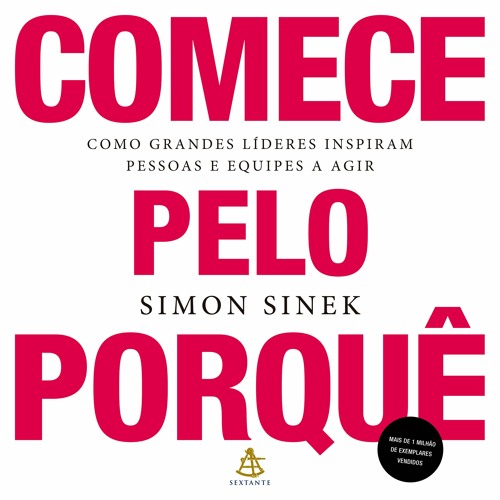 COMECE
COMO GRANDES LÍDERES INSPIRAM
PESSOAS E EQUIPES A AGIR
PELO
SIMON SINEK
PORQUÊ
MAIS DE 1 MILHÃO
DE EXEMPLARES
VENDIDOS
SEXTANTE